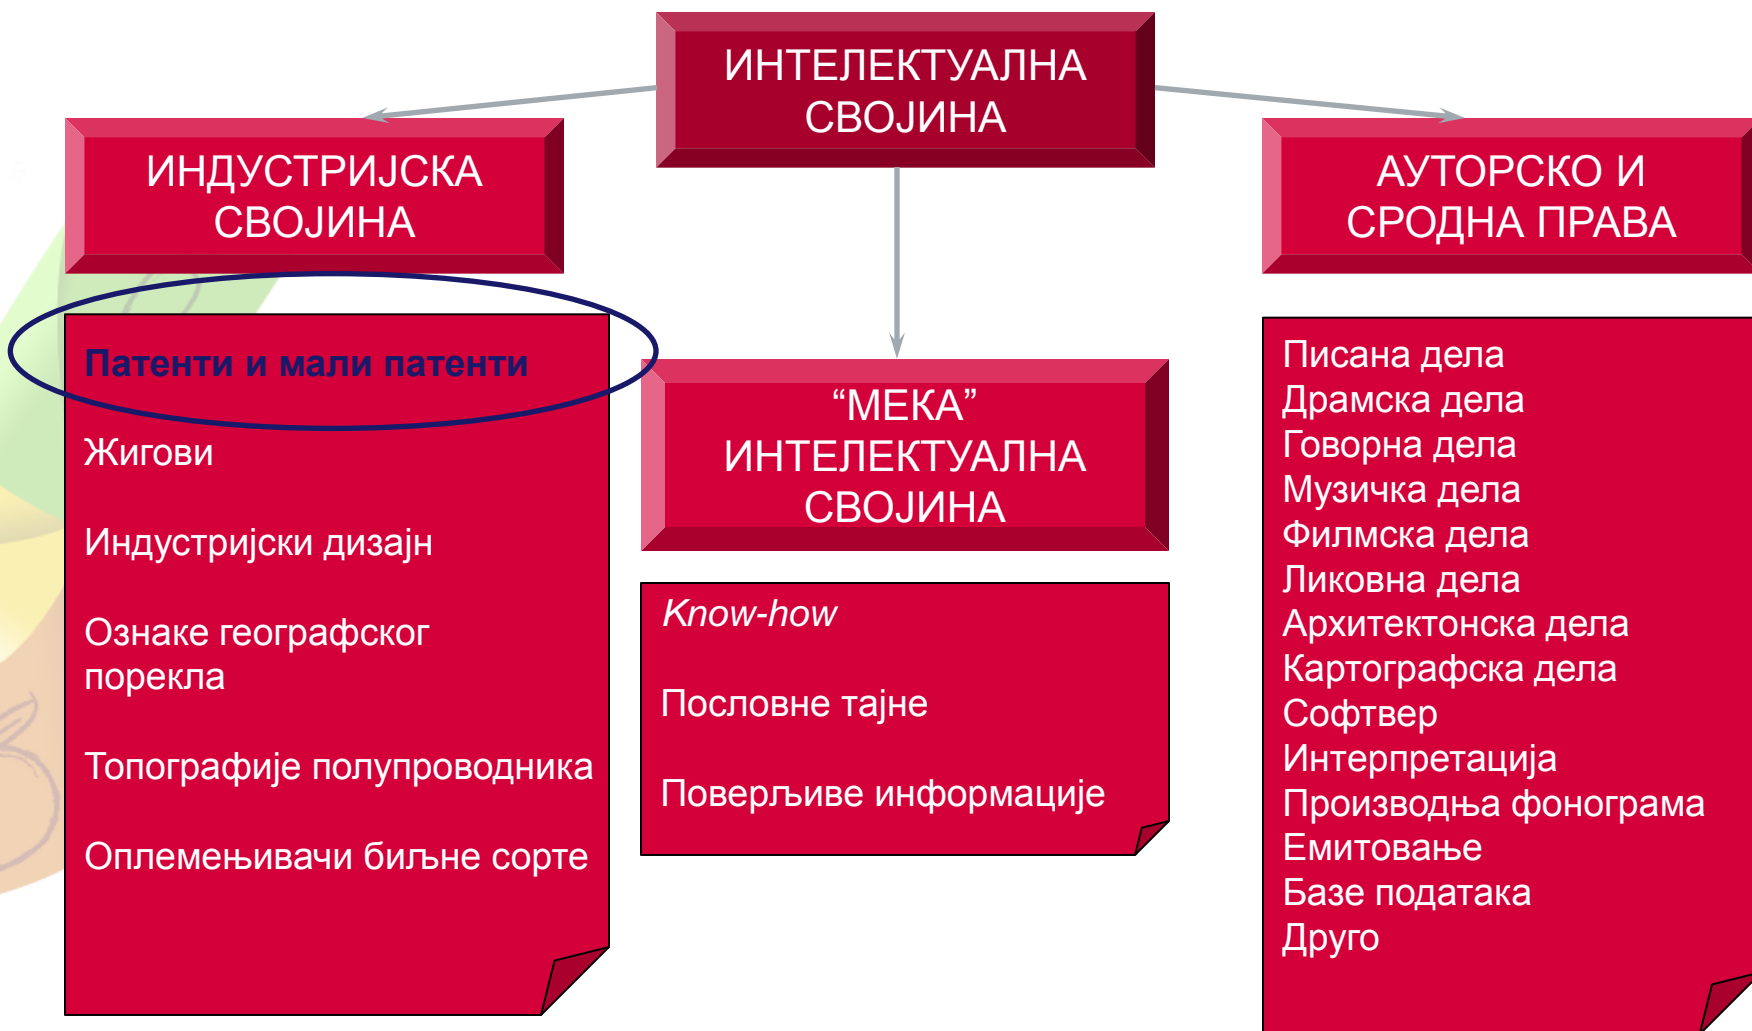 ИНТЕЛЕКТУАЛНА
СВОЈИНА
ИНДУСТРИЈСКА
СВОЈИНА
АУТОРСКО И
СРОДНА ПРАВА
Патенти и мали патенти
Жигови
Индустријски дизајн
Ознаке географског
порекла
Топографије полупроводника
Оплемењивачи биљне сорте
“МЕКА”
ИНТЕЛЕКТУАЛНА
СВОЈИНА
Know-how
Пословне тајне
Поверљиве информације
Писана дела
Драмска дела
Говорна дела
Музичка дела
Филмска дела
Ликовна дела
Архитектонска дела
Картографска дела
Софтвер
Интерпретација
Производња фонограма
Емитовање
Базе података
Друго